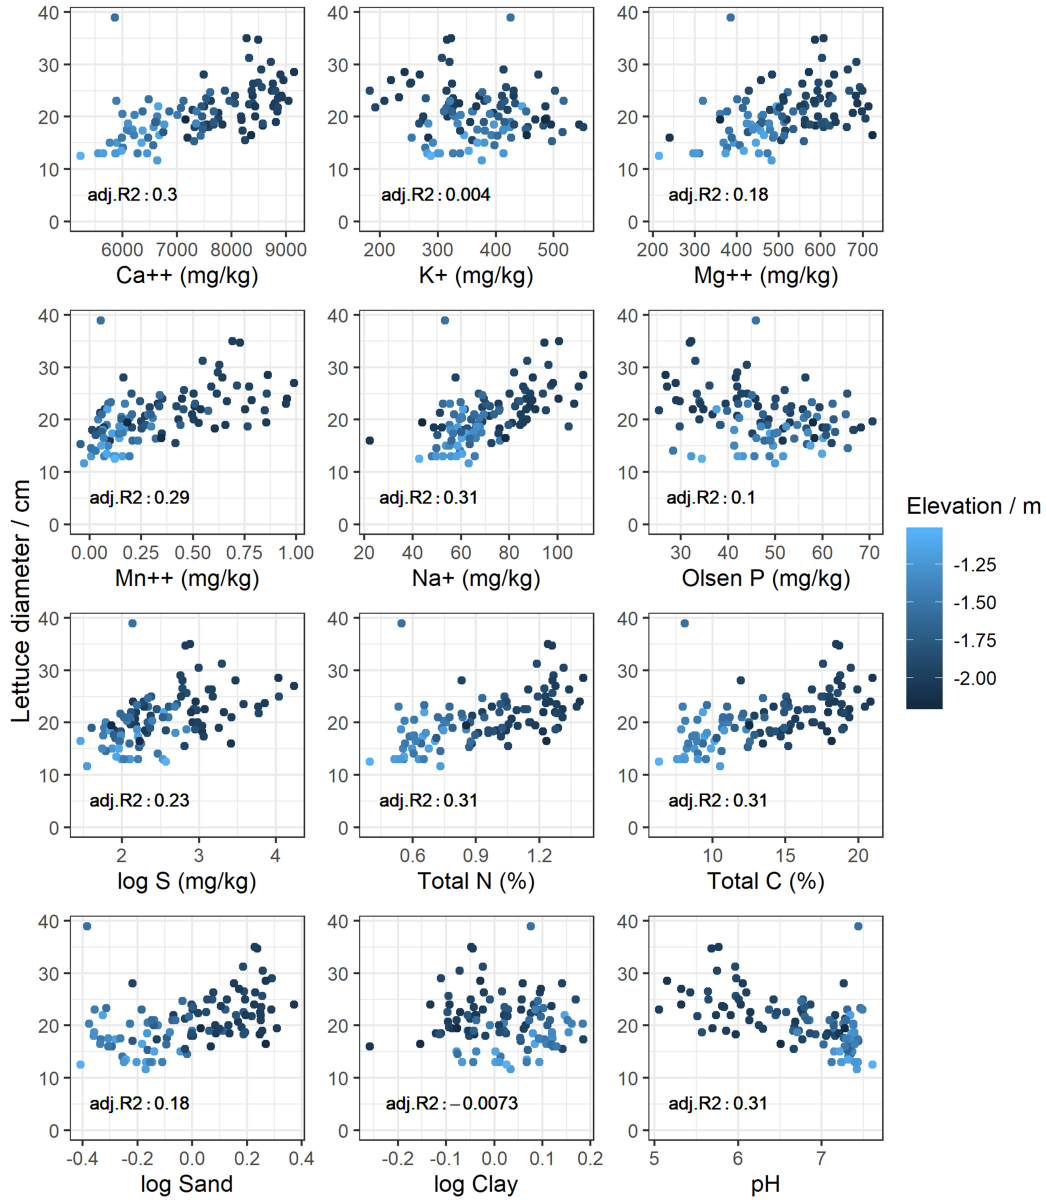 40
30
20
10
0
adj.R2 : 0.3
6000 7000 8000 9000
Ca++ (mg/kg)
40
30
20
10
0
adj.R2 : 0.004
200 300 400 500
K+ (mg/kg)
40
30
20
10
0
adj.R2 : 0.18
200 300 400 500 600 700
Mg++ (mg/kg)
40
30
20
10
0
adj.R2 : 0.29
0.00 0.25 0.50 0.75 1.00
Mn++ (mg/kg)
40
30
20
10
0
adj.R2 : 0.31
20 40 60 80 100
Na+ (mg/kg)
40
30
20
10
0
adj.R2 : 0.1
30 40 50 60 70
Olsen P (mg/kg)
Lettuce diameter / cm
Elevation / m
-1.25
-1.50
-1.75
-2.00
40
30
20
10
0
adj.R2 : 0.23
2 3 4
log S (mg/kg)
40
30
20
10
0
adj.R2 : 0.31
0.6 0.9 1.2
Total N (%)
40
30
20
10
0
adj.R2 : 0.31
10 15 20
Total C (%)
40
30
20
10
0
adj.R2 : 0.18
-0.4 -0.2 0.0 0.2 0.4
log Sand
40
30
20
10
0
adj.R2 : −0.0073
-0.2 -0.1 0.0 0.1 0.2
log Clay
40
30
20
10
0
adj.R2 : 0.31
5 6 7
pH